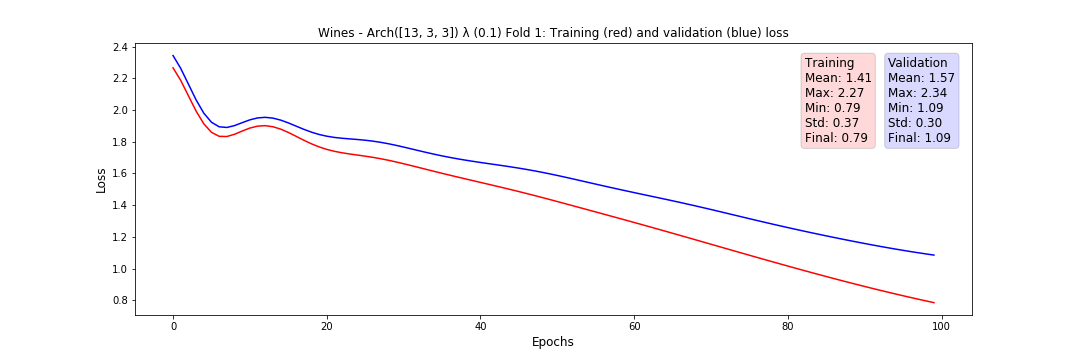 Wines - Arch([13, 3, 3]) λ (0.1) Fold 1: Training (red) and validation (blue) loss
Training
Mean: 1.41
Max: 2.27
Min: 0.79
Std: 0.37
Final: 0.79
Validation
Mean: 1.57
Max: 2.34
Min: 1.09
Std: 0.30
Final: 1.09
Loss
2.4
2.2
2.0
1.8
1.6
1.4
1.2
1.0
0.8
0
20
40
60
80
100
Epochs